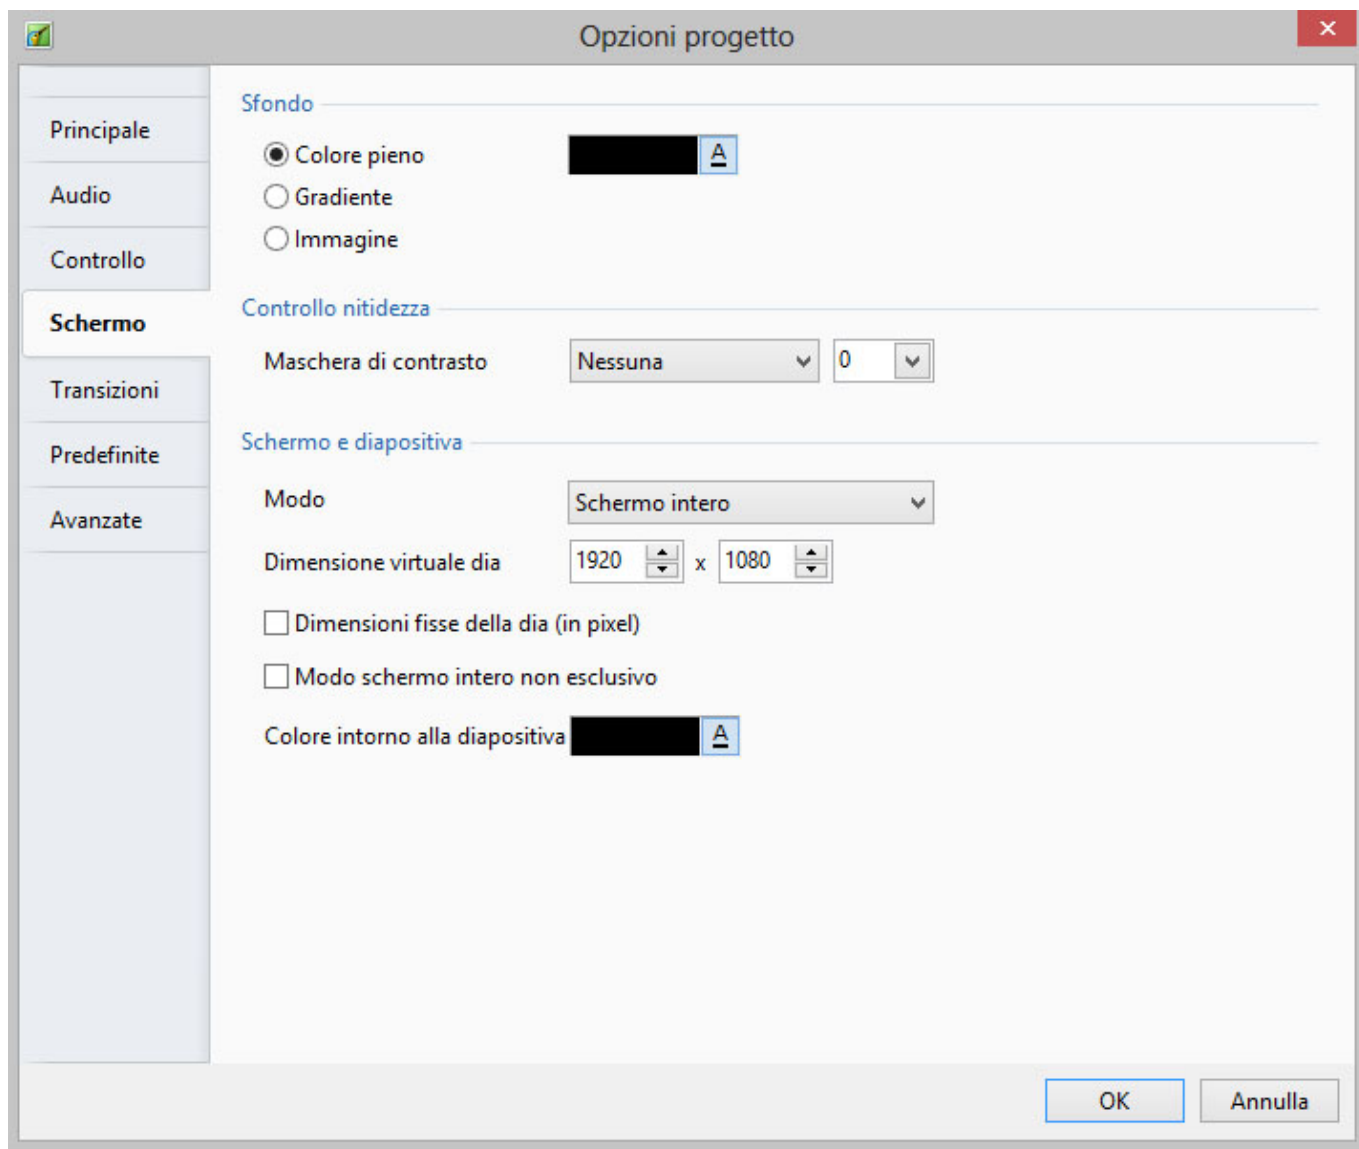 Opzioni progetto
Principale
Audio
Controllo
Schermo
Transizioni
Predefinite
Avanzate
Sfondo
Colore pieno A
Gradiente
Immagine
Controllo nitidezza
Maschera di contrasto Nessuna 0
Schermo e diapositiva
Modo Schermo intero
Dimensione virtuale dia 1920 x 1080
Dimensioni fisse della dia (in pixel)
Modo schermo intero non esclusivo
Colore intorno alla diapositiva A
OK Annulla